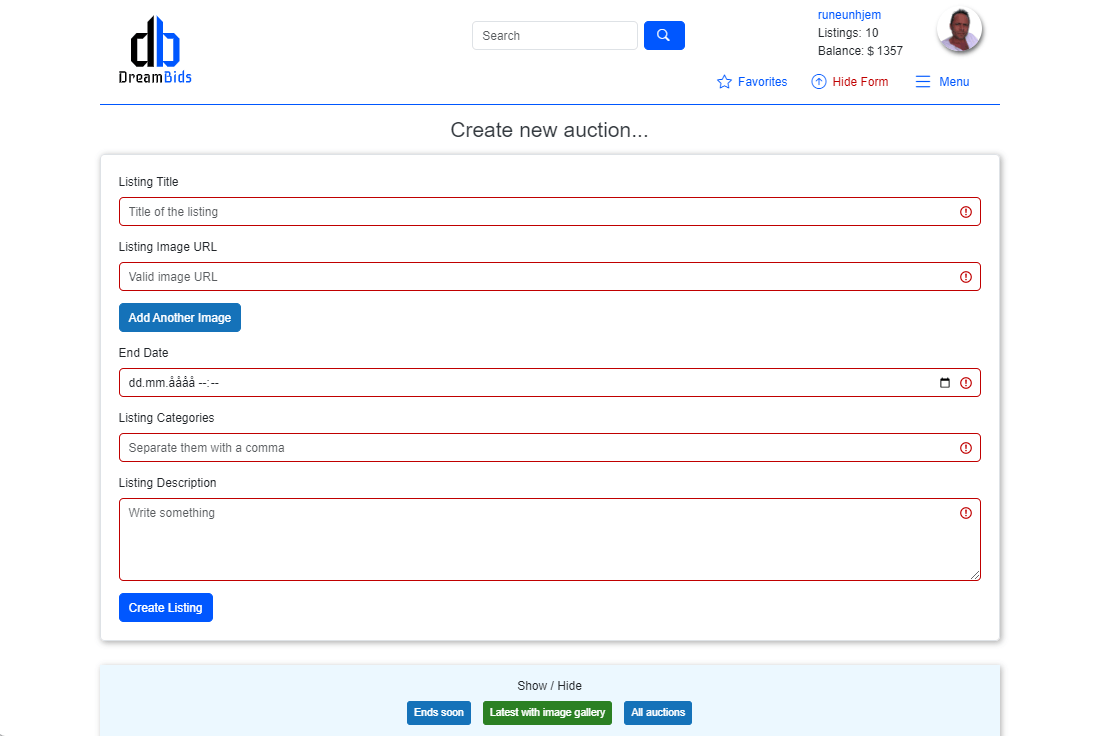 db
DreamBids
Search
runeunhjem
Listings: 10
Balance: $ 1357
Favorites
Hide Form
Menu
Create new auction...
Listing Title
Title of the listing
Listing Image URL
Valid image URL
Add Another Image
End Date
dd.mm.åååå --:--
Listing Categories
Separate them with a comma
Listing Description
Write something
Create Listing
Show / Hide
Ends soon
Latest with image gallery
All auctions